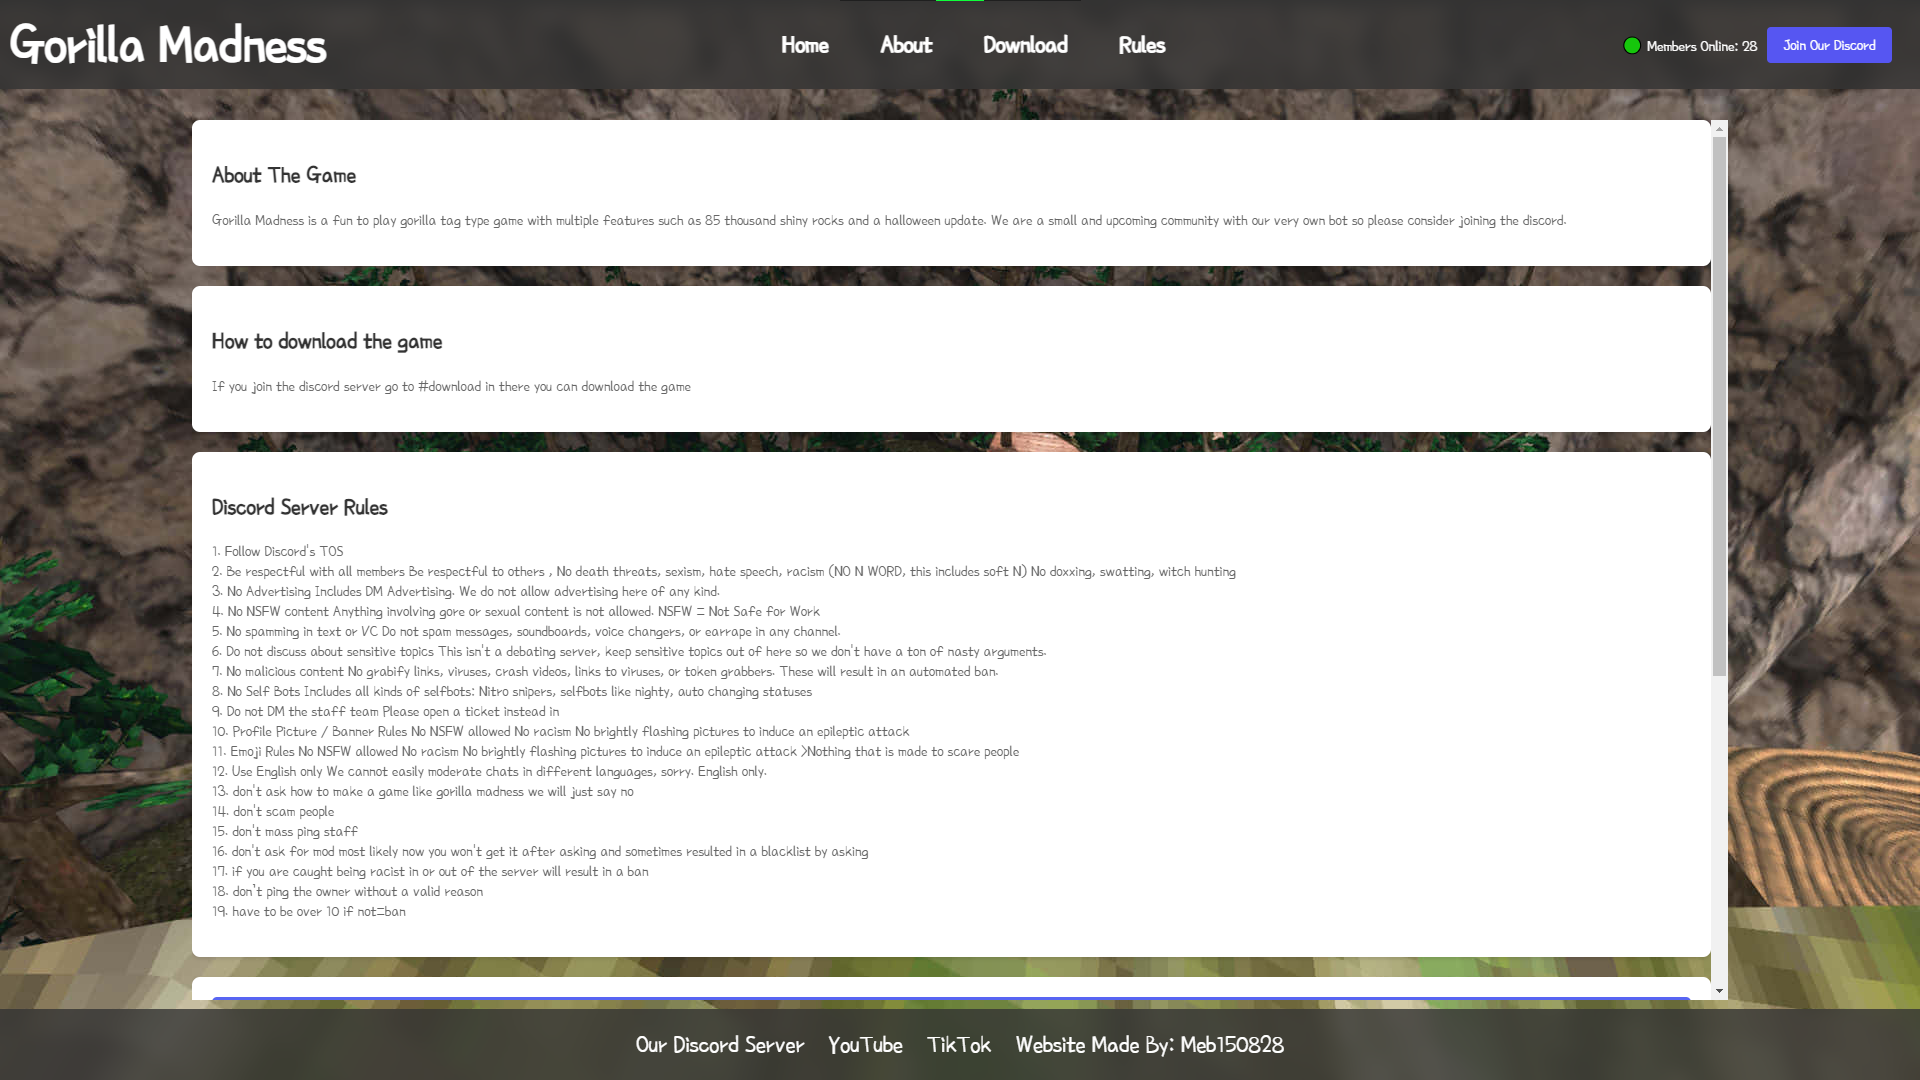 Gorilla Madness
Home About Download Rules
Members Online: 28 Join Our Discord
About The Game
Gorilla Madness is a fun to play gorilla tag type game with multiple features such as 85 thousand shiny rocks and a halloween update. We are a small and upcoming community with our very own bot so please consider joining the discord.
How to download the game
If you join the discord server go to #download in there you can download the game
Discord Server Rules
1. Follow Discord's TOS
2. Be respectful with all members Be respectful to others , No death threats, sexism, hate speech, racism (NO N WORD, this includes soft N) No doxxing, swatting, witch hunting
3. No Advertising Includes DM Advertising. We do not allow advertising here of any kind.
4. No NSFW content Anything involving gore or sexual content is not allowed. NSFW = Not Safe for Work
5. No spamming in text or VC Do not spam messages, soundboards, voice changers, or earrape in any channel.
6. Do not discuss about sensitive topics This isn't a debating server, keep sensitive topics out of here so we don't have a ton of nasty arguments.
7. No malicious content No grabify links, viruses, crash videos, links to viruses, or token grabbers. These will result in an automated ban.
8. No Self Bots Includes all kinds of selfbots: Nitro snipers, selfbots like nighty, auto changing statuses
9. Do not DM the staff team Please open a ticket instead in
10. Profile Picture / Banner Rules No NSFW allowed No racism No brightly flashing pictures to induce an epileptic attack
11. Emoji Rules No NSFW allowed No racism No brightly flashing pictures to induce an epileptic attack >Nothing that is made to scare people
12. Use English only We cannot easily moderate chats in different languages, sorry. English only.
13. don't ask how to make a game like gorilla madness we will just say no
14. don't scam people
15. don't mass ping staff
16. don't ask for mod most likely now you won't get it after asking and sometimes resulted in a blacklist by asking
17. if you are caught being racist in or out of the server will result in a ban
18. don't ping the owner without a valid reason
19. have to be over 10 if not=ban
Our Discord Server YouTube TikTok Website Made By: Meb150828